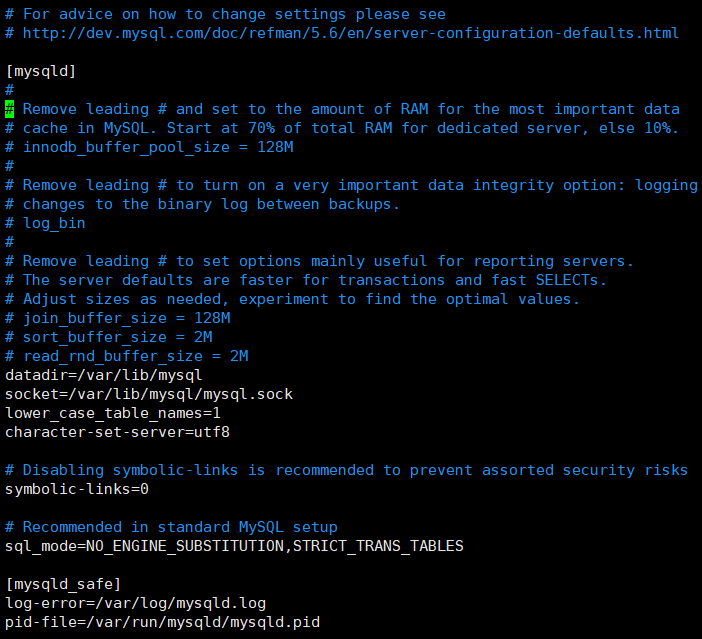 # For advice on how to change settings please see
# http://dev.mysql.com/doc/refman/5.6/en/server-configuration-defaults.html
[mysqld]
#
# Remove leading # and set to the amount of RAM for the most important data
# cache in MySQL. Start at 70% of total RAM for dedicated server, else 10%.
# innodb_buffer_pool_size = 128M
#
# Remove leading # to turn on a very important data integrity option: logging
# changes to the binary log between backups.
# log_bin
#
# Remove leading # to set options mainly useful for reporting servers.
# The server defaults are faster for transactions and fast SELECTs.
# Adjust sizes as needed, experiment to find the optimal values.
# join_buffer_size = 128M
# sort_buffer_size = 2M
# read_rnd_buffer_size = 2M
datadir=/var/lib/mysql
socket=/var/lib/mysql/mysql.sock
lower_case_table_names=1
character-set-server=utf8
# Disabling symbolic-links is recommended to prevent assorted security risks
symbolic-links=0
# Recommended in standard MySQL setup
sql_mode=NO_ENGINE_SUBSTITUTION,STRICT_TRANS_TABLES
[mysqld_safe]
log-error=/var/log/mysqld.log
pid-file=/var/run/mysqld/mysqld.pid